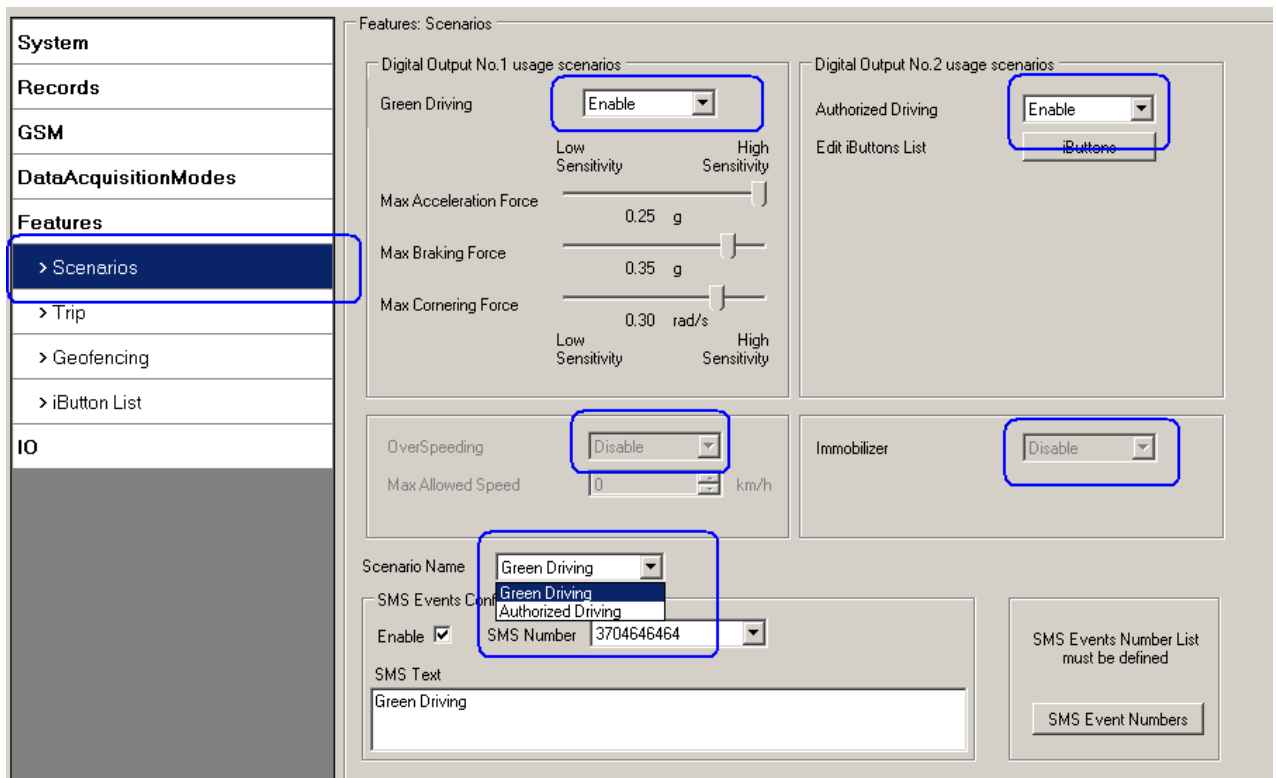 System
Records
GSM
DataAcquisitionModes
Features
> Scenarios
> Trip
> Geofencing
> iButton List
IO
Features: Scenarios
Digital Output No.1 usage scenarios
Green Driving
Enable
Low Sensitivity
High Sensitivity
Max Acceleration Force
0.25 g
Max Braking Force
0.35 g
Max Cornering Force
0.30 rad/s
Low Sensitivity
High Sensitivity
Digital Output No.2 usage scenarios
Authorized Driving
Enable
Edit iButtons List
iButtons
OverSpeeding
Disable
Max Allowed Speed
0
km/h
Immobilizer
Disable
Scenario Name
Green Driving
Green Driving
Authorized Driving
SMS Events Conf
Enable
SMS Number
3704646464
SMS Text
Green Driving
SMS Events Number List
must be defined
SMS Event Numbers